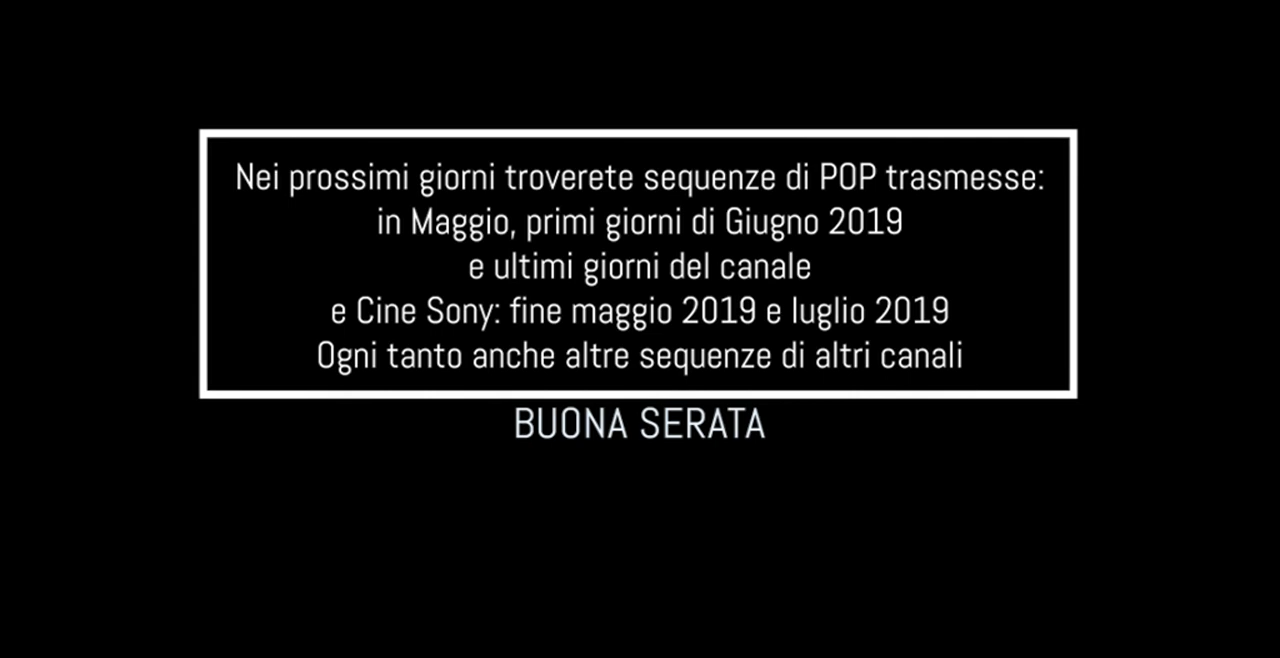 Nei prossimi giorni troverete sequenze di POP trasmesse:
in Maggio, primi giorni di Giugno 2019
e ultimi giorni del canale
e Cine Sony: fine maggio 2019 e luglio 2019
Ogni tanto anche altre sequenze di altri canali
BUONA SERATA